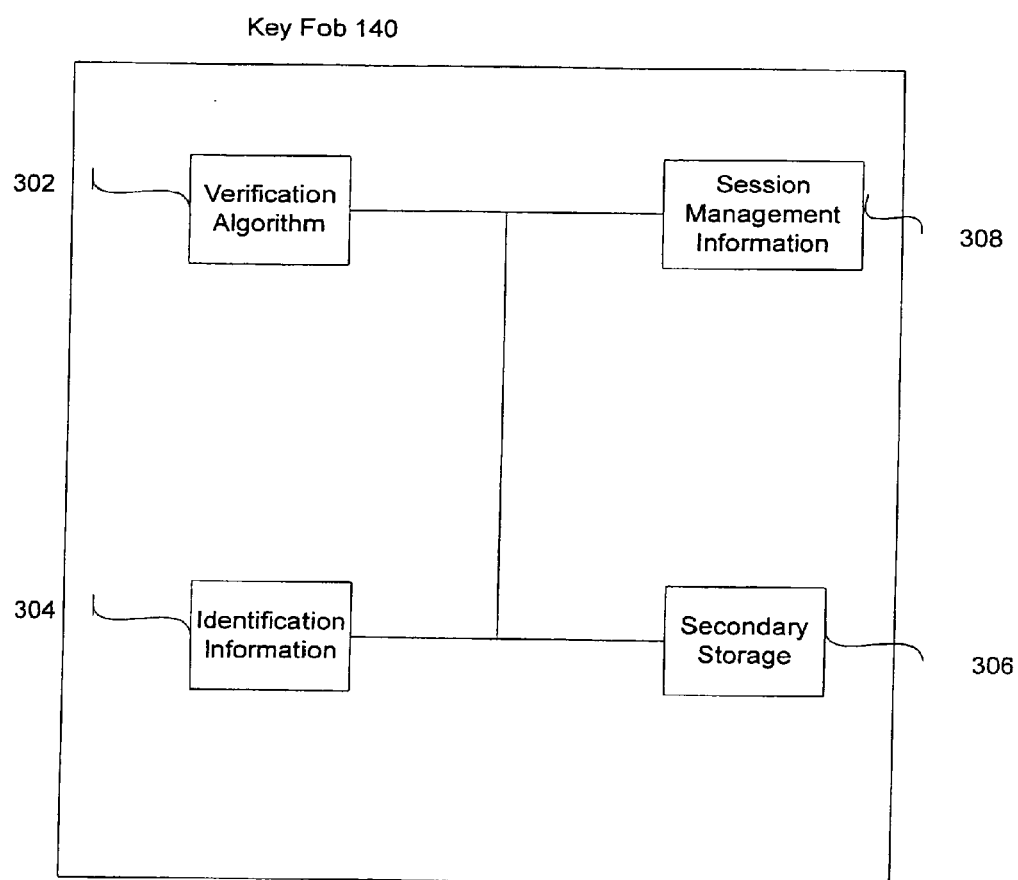 Key Fob 140
302
Verification
Algorithm
Session
Management
Information
308
304
Identification
Information
Secondary
Storage
306